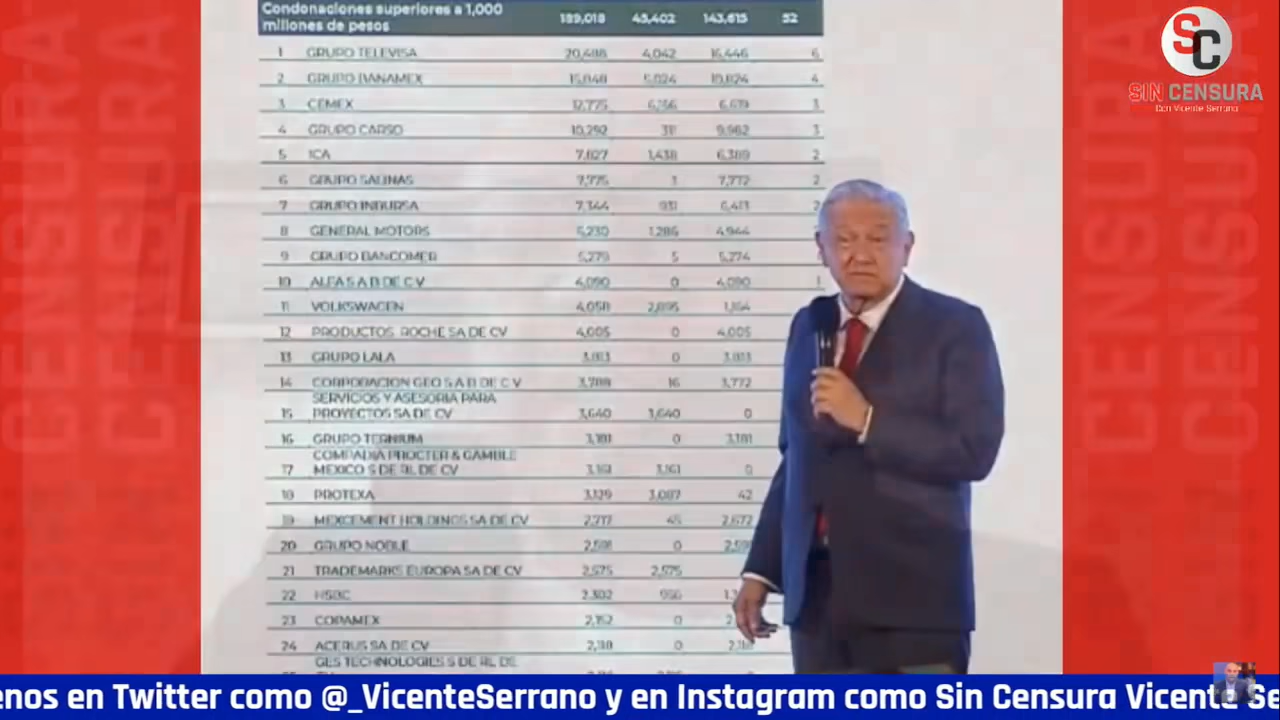 Condonaciones superiores a 1,000
millones de pesos 189,018 45,402 143,615 52
1 GRUPO TELEVISA 20,488 4,042 16,446 6
2 GRUPO BANAMEX 15,848 5,024 10,824 4
3 CEMEX 12,775 3
4 GRUPO CARSO 10,292 311 9,982 3
5 ICA 7,827 1,438 6,389 2
6 GRUPO SALINAS 7,775 3 7,772 2
7 GRUPO INBURSA 7,344 931 6,413 2
8 GENERAL MOTORS 1,286 4,944
9 GRUPO BANCOMER 5,279 5 5,274
10 ALFA S A B DE C V 4,090 0 4,090 1
11 VOLKSWAGEN 4,058 2,895 1,164
12 PRODUCTOS ROCHE SA DE CV 4,005 0 4,005
13 GRUPO LALA 3,813 0 3,813
14 CORPORACION GEO S A B DE C V 3,788 16 3,772
SERVICIOS Y ASESORIA PARA
15 PROYECTOS SA DE CV 3,640 3,640 0
16 GRUPO TERNIUM 3,181 0 3,181
COMPAÑIA PROCTER & GAMBLE
17 MEXICO S DE RL DE CV 3,161 3,161 0
18 PROTEXA 3,129 3,087 42
19 MEXCEMENT HOLDINGS SA DE CV 2,717 45 2,672
20 GRUPO NOBLE 2,591 0
21 TRADEMARKS EUROPA SA DE CV 2,575 2,575
22 HSBC 2,302
23 COPAMEX 2,152 0
24 ACERUS SA DE CV 0
GES TECHNOLOGIES S DE RL DE
SC
SIN CENSURA
Con Vicente Serrano
CENSURA
CENSURA
CENSURA
CENSURA
enos en Twitter como @_VicenteSerrano y en Instagram como Sin Censura Vicente Se